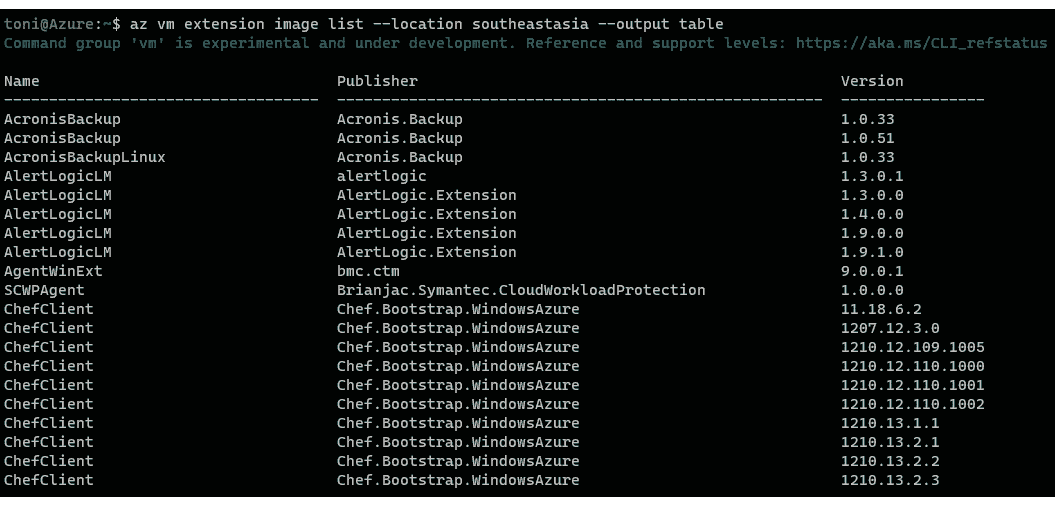 toni@Azure:~$ az vm extension image list --location southeastasia --output table
Command group 'vm' is experimental and under development. Reference and support levels: https://aka.ms/CLI_refstatus
Name Publisher Version
----------------------------------- ------------------------------------------------------ ----------------
AcronisBackup Acronis.Backup 1.0.33
AcronisBackup Acronis.Backup 1.0.51
AcronisBackupLinux Acronis.Backup 1.0.33
AlertLogicLM alertlogic 1.3.0.1
AlertLogicLM AlertLogic.Extension 1.3.0.0
AlertLogicLM AlertLogic.Extension 1.4.0.0
AlertLogicLM AlertLogic.Extension 1.9.0.0
AlertLogicLM AlertLogic.Extension 1.9.1.0
AgentWinExt bmc.ctm 9.0.0.1
SCWPAgent Brianjac.Symantec.CloudWorkloadProtection 1.0.0.0
ChefClient Chef.Bootstrap.WindowsAzure 11.18.6.2
ChefClient Chef.Bootstrap.WindowsAzure 1207.12.3.0
ChefClient Chef.Bootstrap.WindowsAzure 1210.12.109.1005
ChefClient Chef.Bootstrap.WindowsAzure 1210.12.110.1000
ChefClient Chef.Bootstrap.WindowsAzure 1210.12.110.1001
ChefClient Chef.Bootstrap.WindowsAzure 1210.12.110.1002
ChefClient Chef.Bootstrap.WindowsAzure 1210.13.1.1
ChefClient Chef.Bootstrap.WindowsAzure 1210.13.2.1
ChefClient Chef.Bootstrap.WindowsAzure 1210.13.2.2
ChefClient Chef.Bootstrap.WindowsAzure 1210.13.2.3